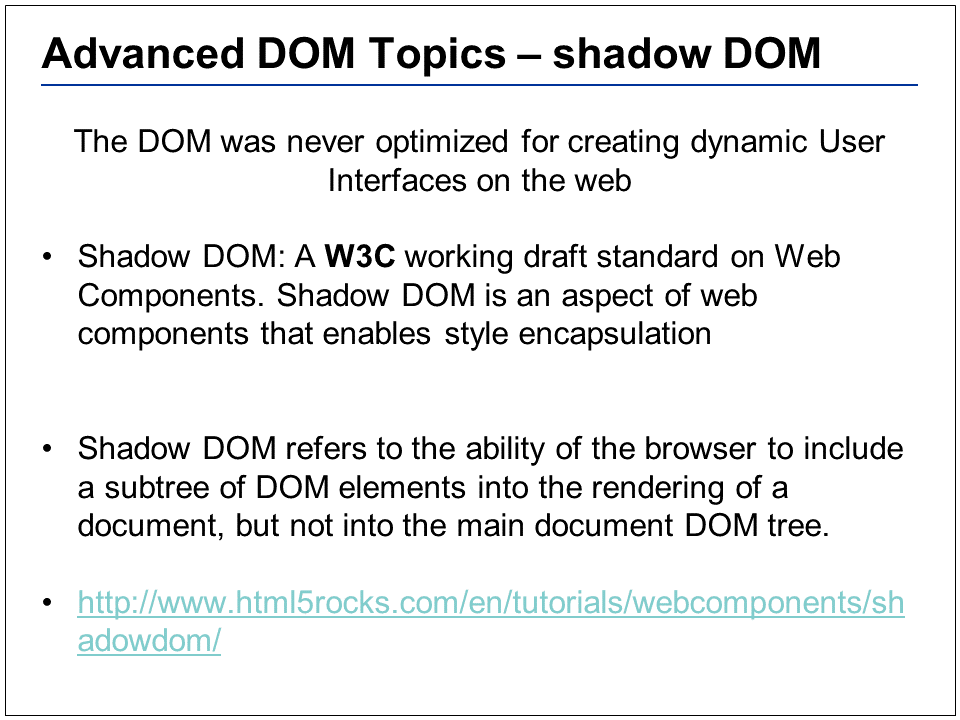 Advanced DOM Topics – shadow DOM
The DOM was never optimized for creating dynamic User
Interfaces on the web
• Shadow DOM: A W3C working draft standard on Web
Components. Shadow DOM is an aspect of web
components that enables style encapsulation
• Shadow DOM refers to the ability of the browser to include
a subtree of DOM elements into the rendering of a
document, but not into the main document DOM tree.
• http://www.html5rocks.com/en/tutorials/webcomponents/sh
adowdom/